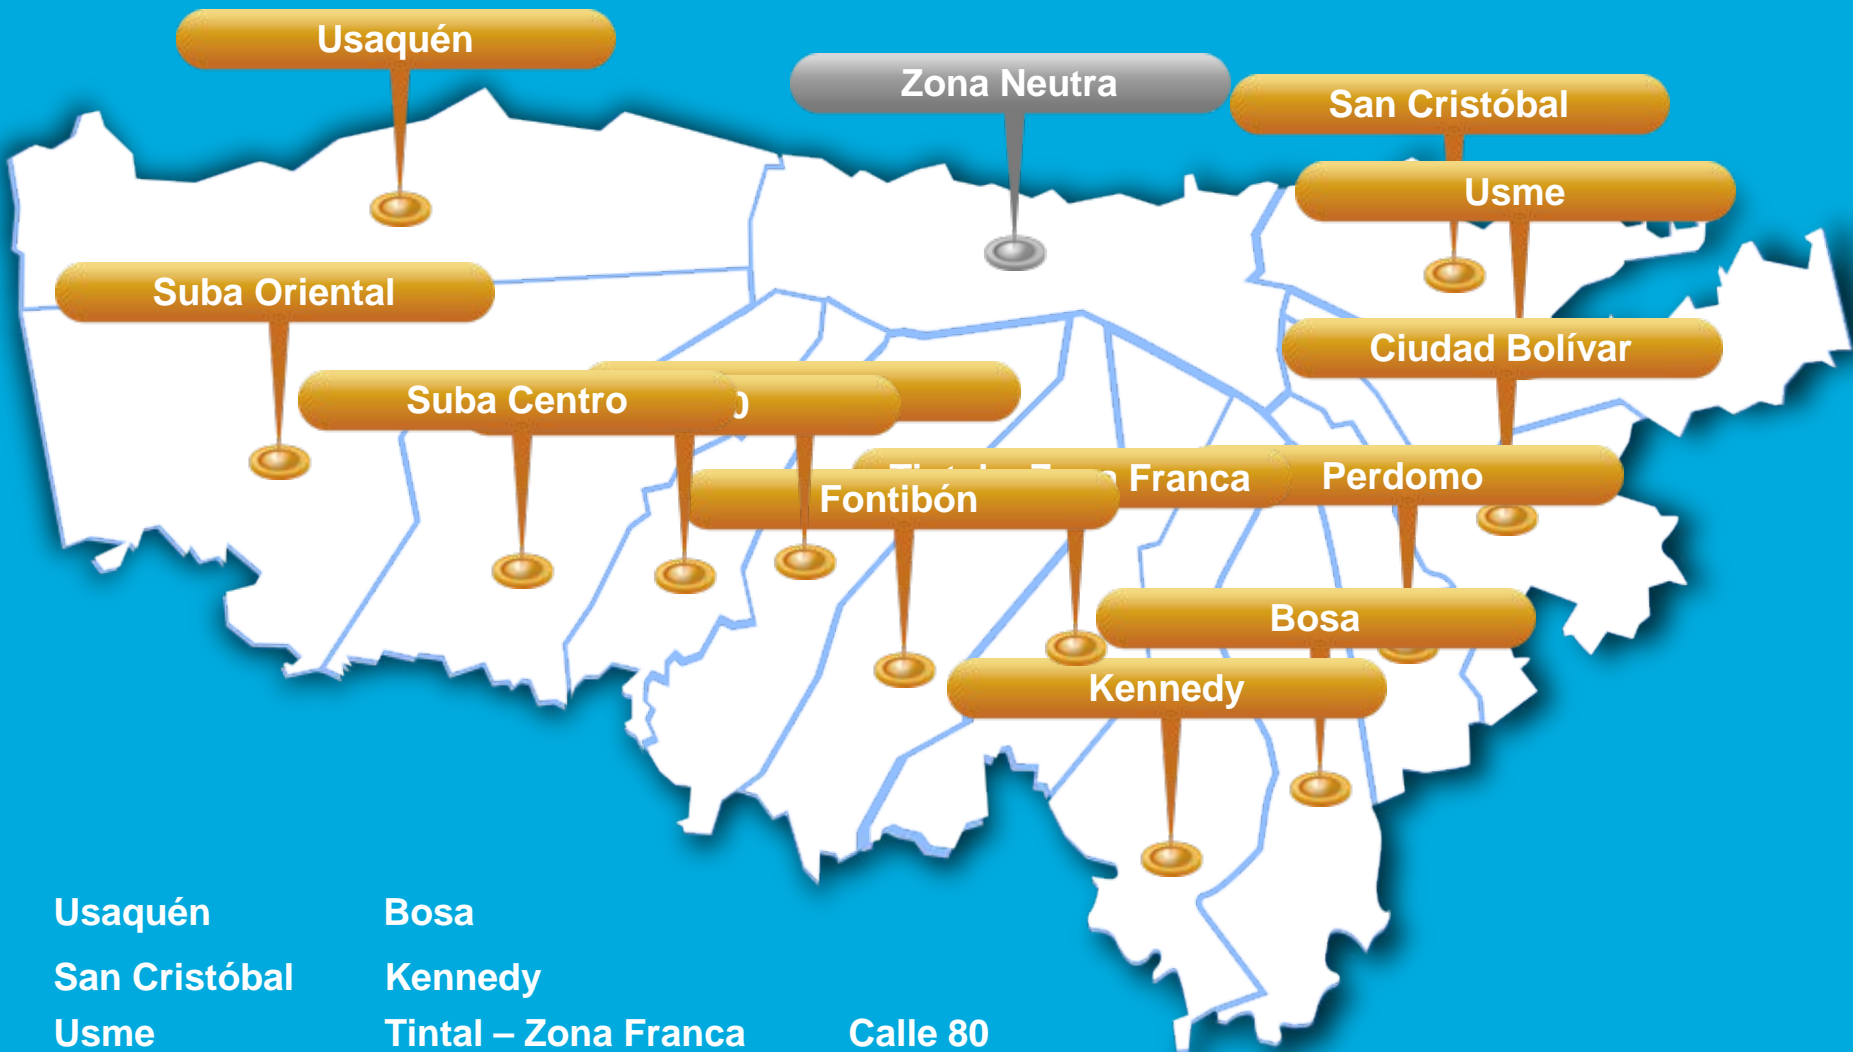 Usaquén
Zona Neutra
San Cristóbal
Usme
Suba Oriental
Ciudad Bolívar
Suba Centro
0
Franca
Perdomo
Fontibón
Bosa
Kennedy
Usaquén Bosa
San Cristóbal Kennedy
Usme Tintal – Zona Franca Calle 80